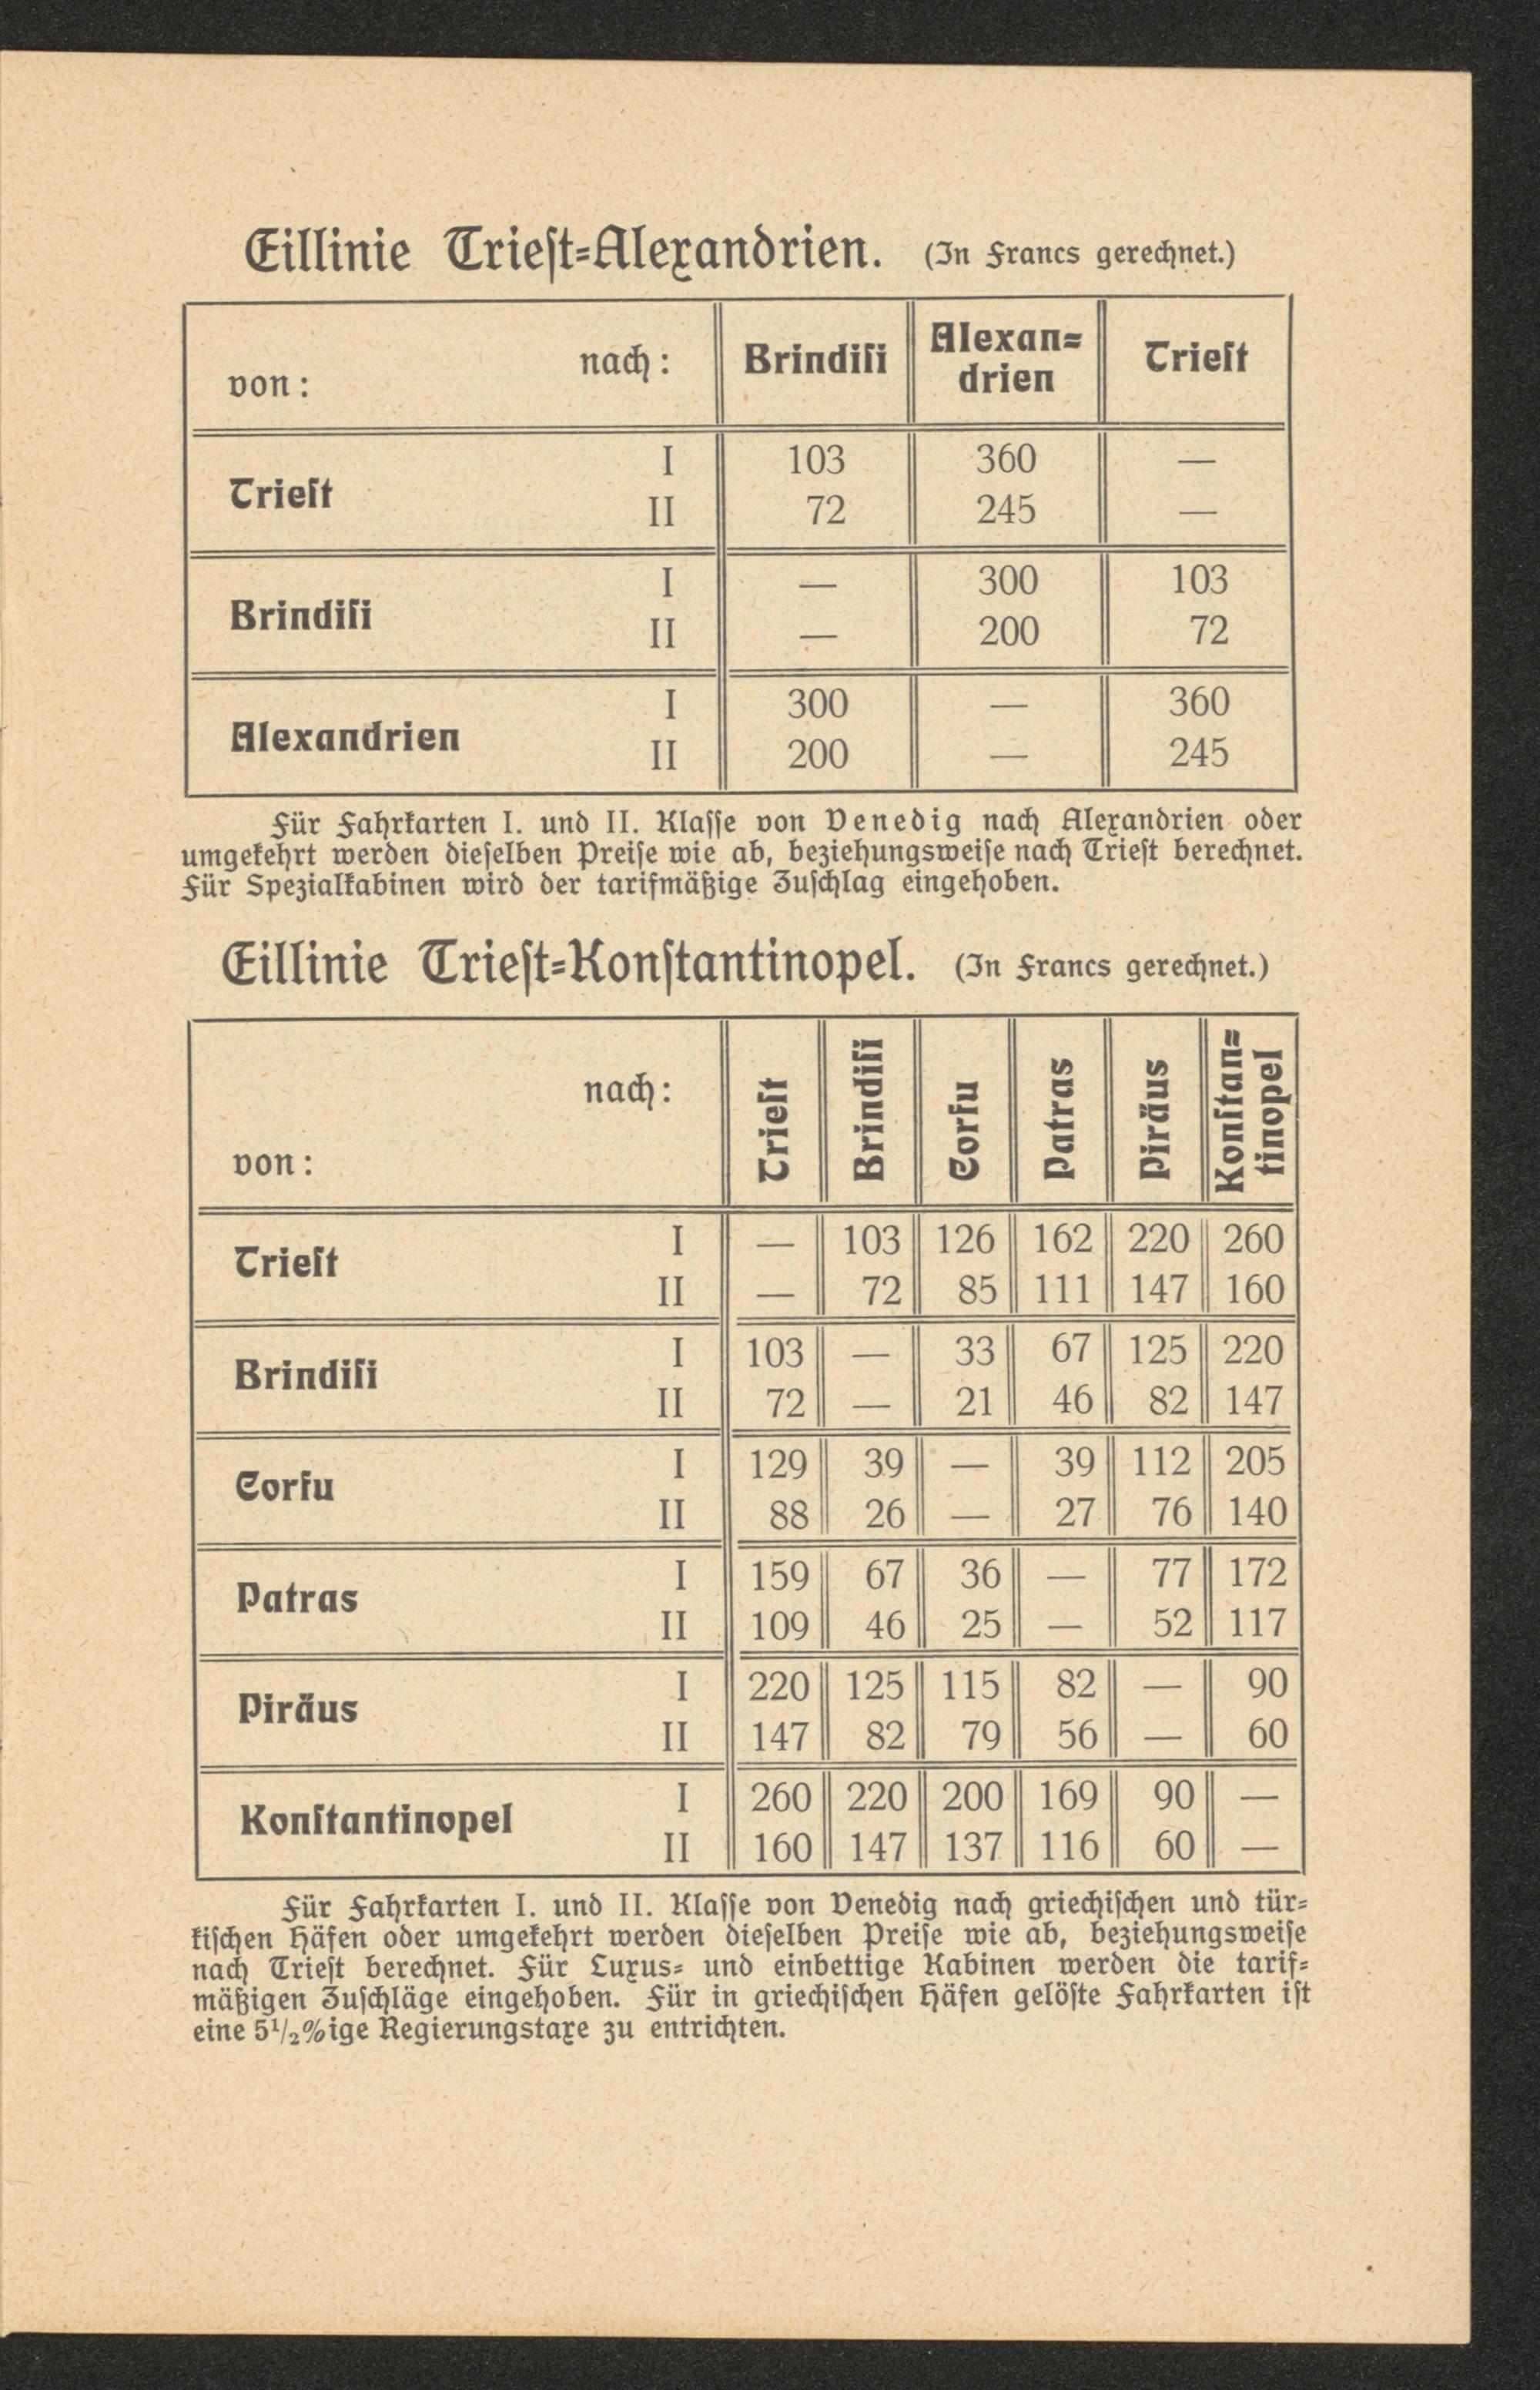 Eillinie Triest-Alexandrien. (In Francs gerechnet.)
von: nach: Brindisi Alexan-drien Triest
Triest I 103 360 —
II 72 245 —
Brindisi I — 300 103
II — 200 72
Alexandrien I 300 — 360
II 200 — 245
Für Fahrkarten I. und II. Klasse von Venedig nach Alexandrien oder
umgekehrt werden dieselben Preise wie ab, beziehungsweise nach Triest berechnet.
Für Spezialkabinen wird der tarifmäßige Zuschlag eingehoben.
Eillinie Triest-Konstantinopel. (In Francs gerechnet.)
von: nach: Triest Brindisi Corfu Patras Piräus Konstan-tinopel
Triest I — 103 126 162 220 260
II — 72 85 111 147 160
Brindisi I 103 — 33 67 125 220
II 72 — 21 46 82 147
Corfu I 129 39 — 39 112 205
II 88 26 — 27 76 140
Patras I 159 67 36 — 77 172
II 109 46 25 — 52 117
Piräus I 220 125 115 82 — 90
II 147 82 79 56 — 60
Konstantinopel I 260 220 200 169 90 —
II 160 147 137 116 60 —
Für Fahrkarten I. und II. Klasse von Venedig nach griechischen und tür-
kischen Häfen oder umgekehrt werden dieselben Preise wie ab, beziehungsweise
nach Triest berechnet. Für Luxus- und einbettige Kabinen werden die tarif-
mäßigen Zuschläge eingehoben. Für in griechischen Häfen gelöste Fahrkarten ist
eine 5½%ige Regierungstaxe zu entrichten.